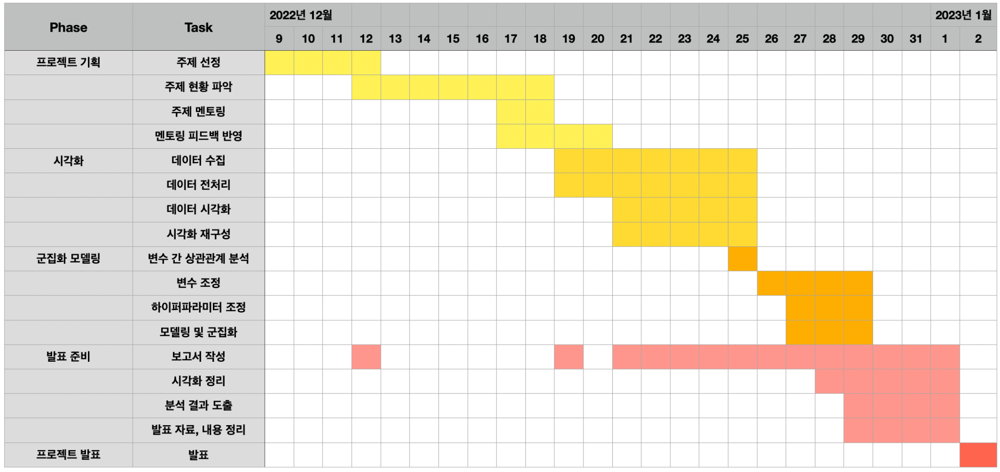 Phase Task 2022년 12월 2023년 1월
9 10 11 12 13 14 15 16 17 18 19 20 21 22 23 24 25 26 27 28 29 30 31 1 2
프로젝트 기획 주제 선정
주제 현황 파악
주제 멘토링
멘토링 피드백 반영
시각화 데이터 수집
데이터 전처리
데이터 시각화
시각화 재구성
군집화 모델링 변수 간 상관관계 분석
변수 조정
하이퍼파라미터 조정
모델링 및 군집화
발표 준비 보고서 작성
시각화 정리
분석 결과 도출
발표 자료, 내용 정리
프로젝트 발표 발표